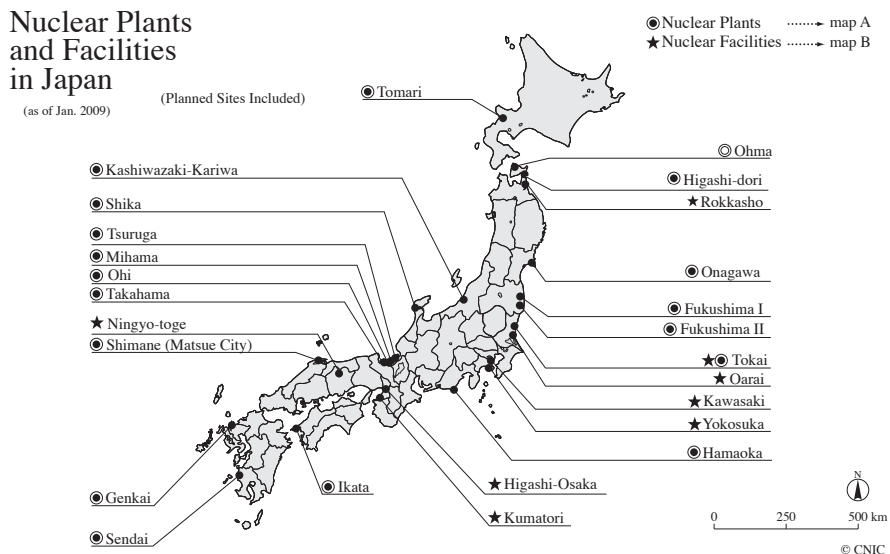 Nuclear Plants
and Facilities
in Japan
(as of Jan. 2009)
(Planned Sites Included)
Nuclear Plants map A
Nuclear Facilities map B
Tomari
Ohma
Higashi-dori
Rokkasho
Onagawa
Fukushima I
Fukushima II
Tokai
Oarai
Kawasaki
Yokosuka
Hamaoka
Kashiwazaki-Kariwa
Shika
Tsuruga
Mihama
Ohi
Takahama
Ningyo-toge
Shimane (Matsue City)
Genkai
Sendai
Ikata
Higashi-Osaka
Kumatori
N
0 250 500 km
© CNIC